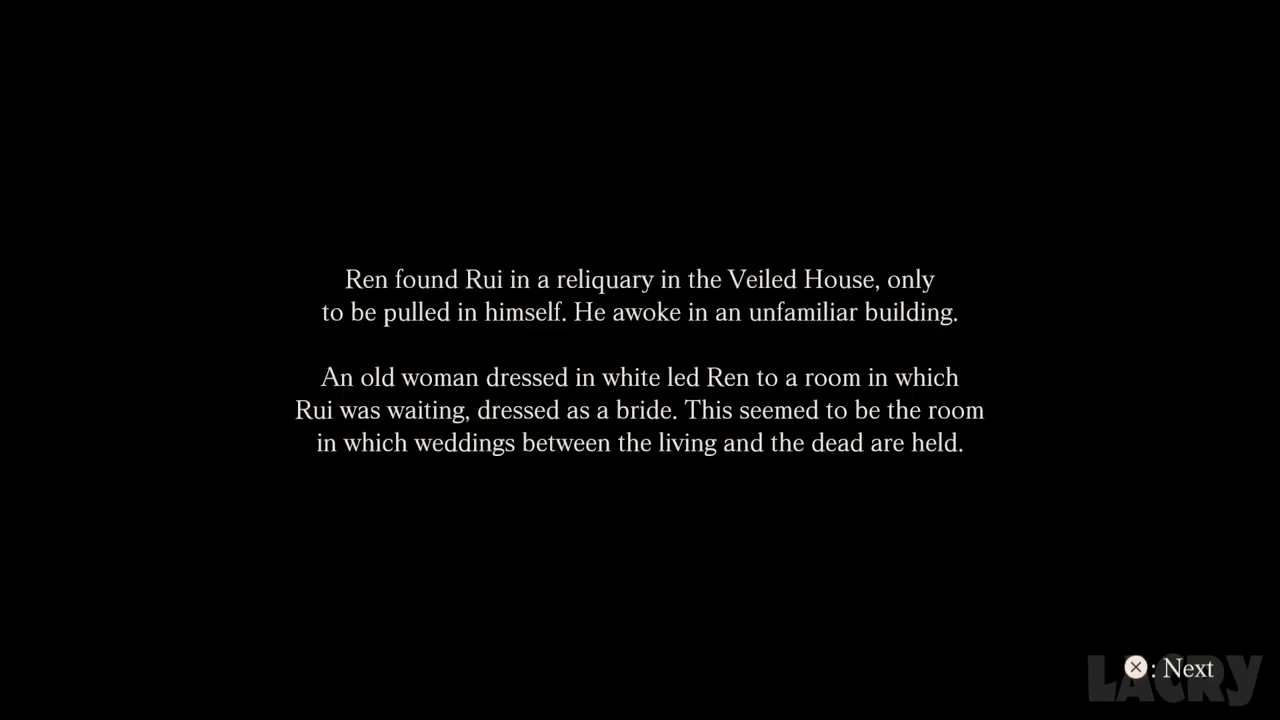 Ren found Rui in a reliquary in the Veiled House, only
to be pulled in himself. He awoke in an unfamiliar building.
An old woman dressed in white led Ren to a room in which
Rui was waiting, dressed as a bride. This seemed to be the room
in which weddings between the living and the dead are held.
: Next
LACRY